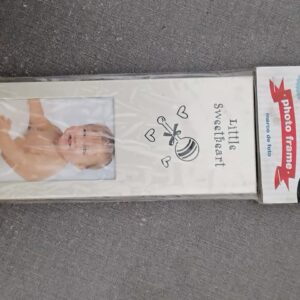 Little
Sweetheart
photo frame
marco de foto